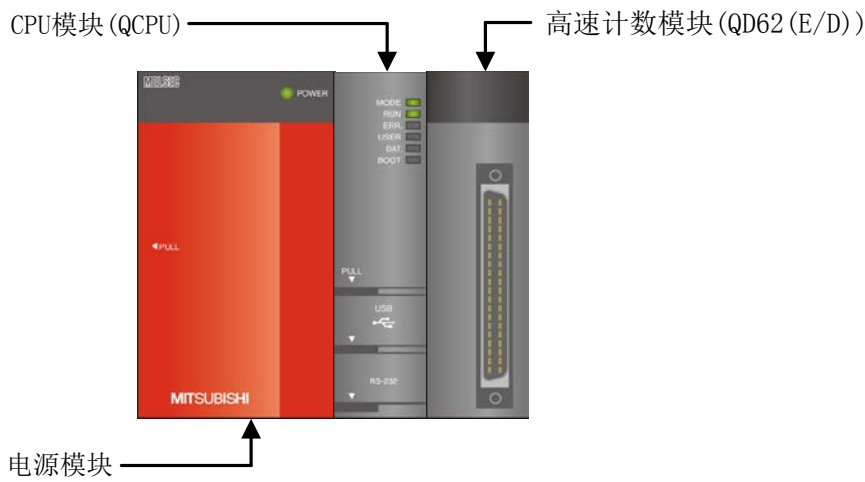 CPU模块(QCPU)
高速计数模块(QD62(E/D))
MELSEC
POWER
MODE
RUN
ERR.
USER
BAT.
BOOT
◀PULL
PULL
▼
USB
▼
RS-232
▼
MITSUBISHI
电源模块